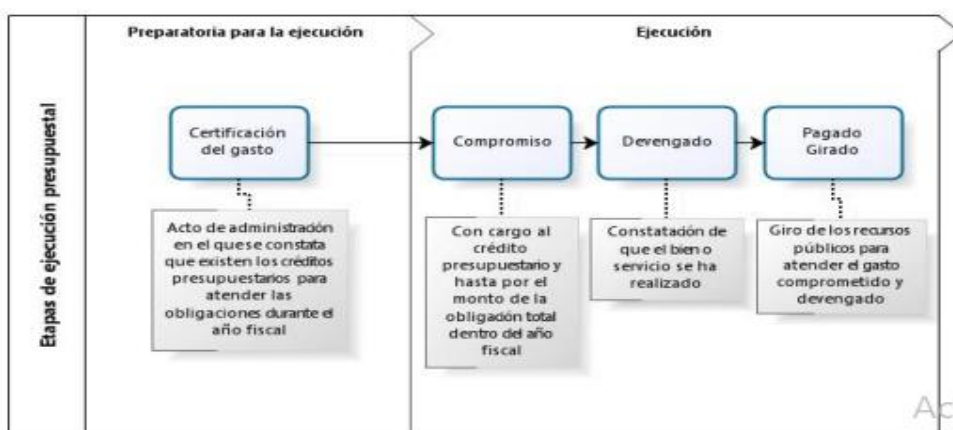 Etapas de ejecución presupuestal
Preparatoria para la ejecución
Ejecución
Certificación
del gasto
Compromiso
Devengado
Pagado
Girado
Acto de administración
en el que se constata
que existen los créditos
presupuestarios para
atender las
obligaciones durante el
año fiscal
Con cargo al
crédito
presupuestario y
hasta por el
monto de la
obligación total
dentro del año
fiscal
Constatación de
que el bien o
servicio se ha
realizado
Giro de los recursos
públicos para
atender el gasto
comprometido y
devengado